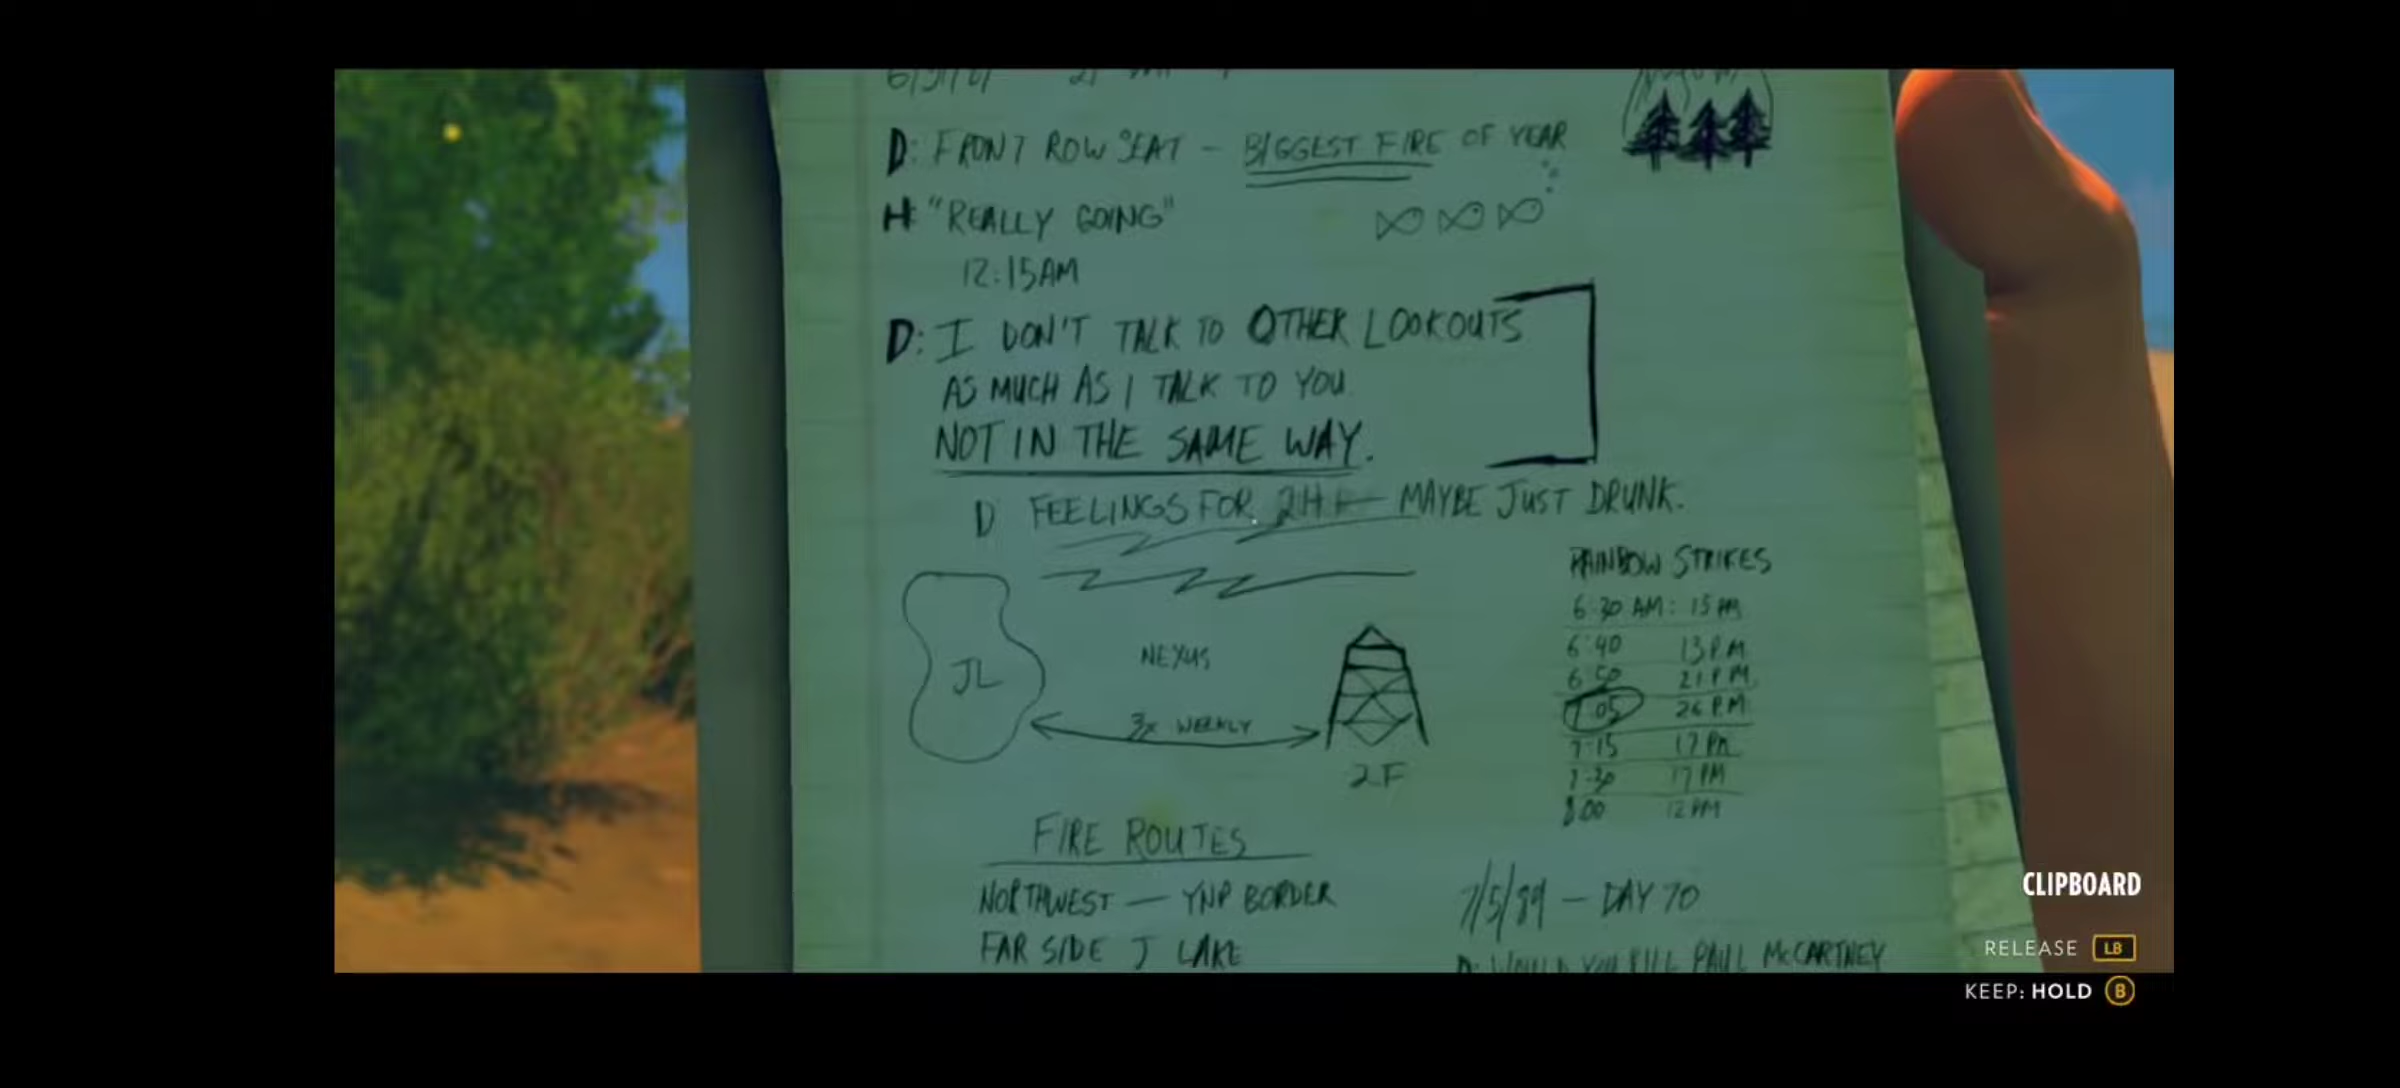 D: FRONT ROW SEAT - BIGGEST FIRE OF YEAR
H: "REALLY GOING"
12:15AM
D: I DON'T TALK TO OTHER LOOKOUTS
AS MUCH AS I TALK TO YOU.
NOT IN THE SAME WAY.
D FEELINGS FOR MAYBE JUST DRUNK.
RAINBOW STRIKES
6:30 AM: 15 PM
6:40 13 PM
6:50 21 PM
7:05 26 PM
7:15 17 PM
7:30 17 PM
8:00 12 PM
JL
NEXUS
3x WEEKLY
2F
FIRE ROUTES
NORTHWEST — YNP BORDER
FAR SIDE J LAKE
7/5/89 — DAY 70
D: WOULD YOU KILL PAUL McCARTNEY
CLIPBOARD
RELEASE LB
KEEP: HOLD B